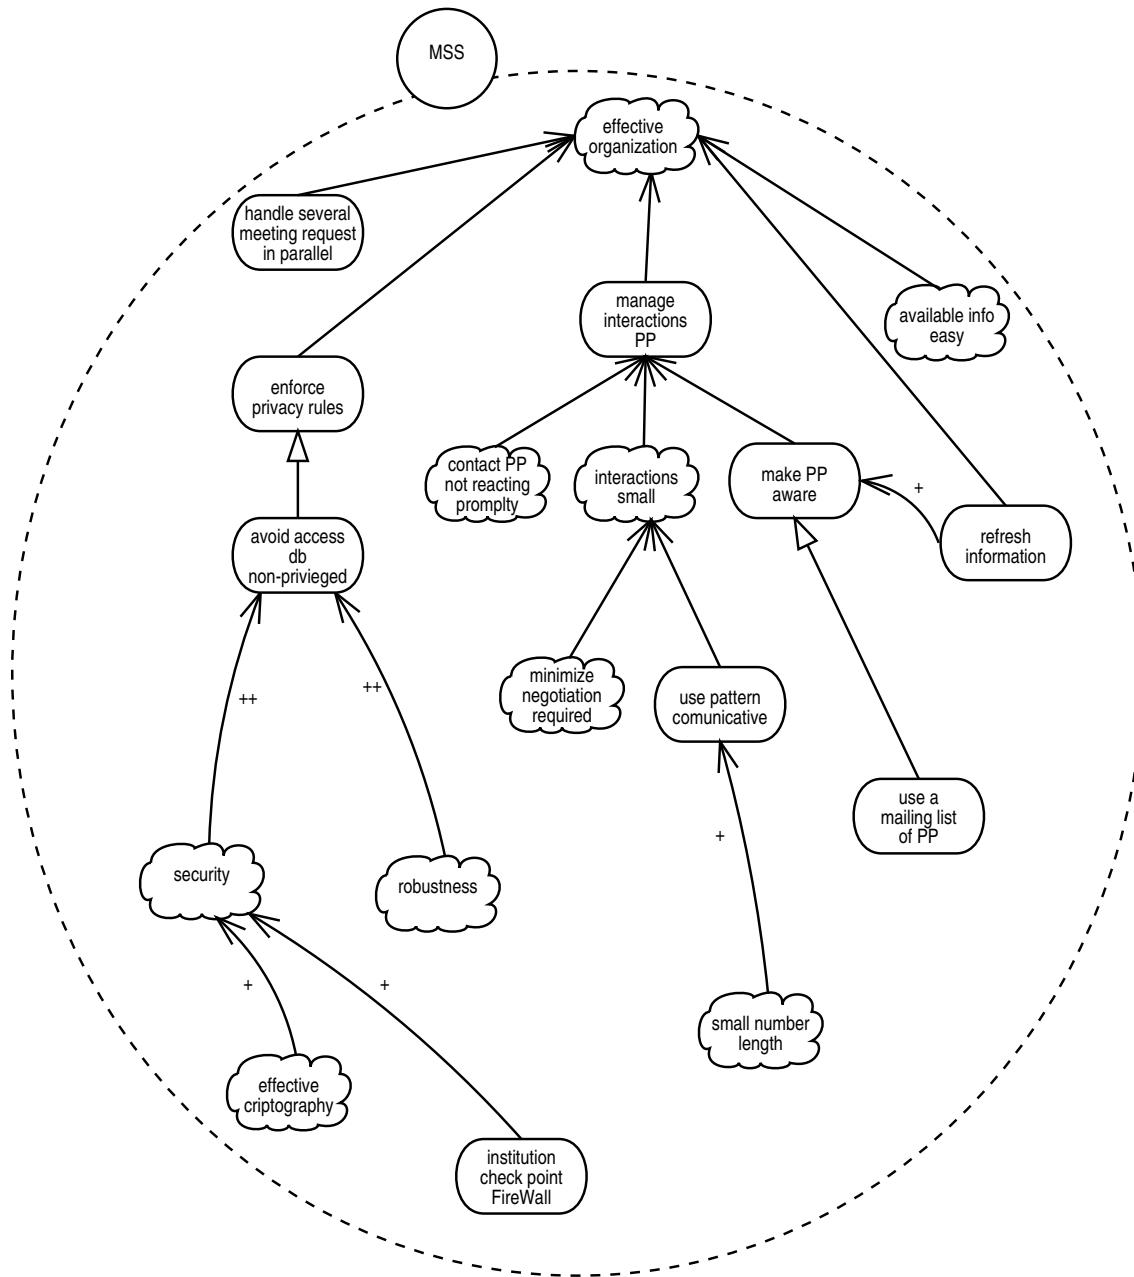 MSS
effective
organization
handle several
meeting request
in parallel
manage
interactions
PP
available info
easy
enforce
privacy rules
contact PP
not reacting
promplty
interactions
small
make PP
aware
+
refresh
information
avoid access
db
non-privieged
minimize
negotiation
required
use pattern
comunicative
++
++
use a
mailing list
of PP
+
security
robustness
+
+
small number
length
effective
criptography
institution
check point
FireWall